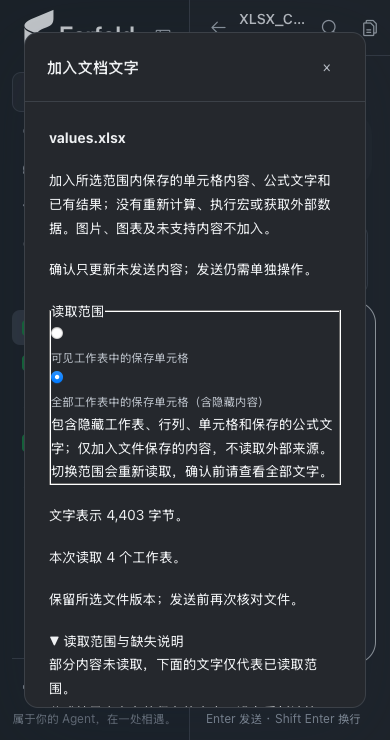 XLSX_C...
加入文档文字
×
values.xlsx
加入所选范围内保存的单元格内容、公式文字和
已有结果；没有重新计算、执行宏或获取外部数
据。图片、图表及未支持内容不加入。
确认只更新未发送内容；发送仍需单独操作。
读取范围
可见工作表中的保存单元格
全部工作表中的保存单元格（含隐藏内容）
包含隐藏工作表、行列、单元格和保存的公式文
字；仅加入文件保存的内容，不读取外部来源。
切换范围会重新读取，确认前请查看全部文字。
文字表示 4,403 字节。
本次读取 4 个工作表。
保留所选文件版本；发送前再次核对文件。
▼ 读取范围与缺失说明
部分内容未读取，下面的文字仅代表已读取范
围。
属于你的 Agent，在一处相遇。
Enter 发送 · Shift Enter 换行